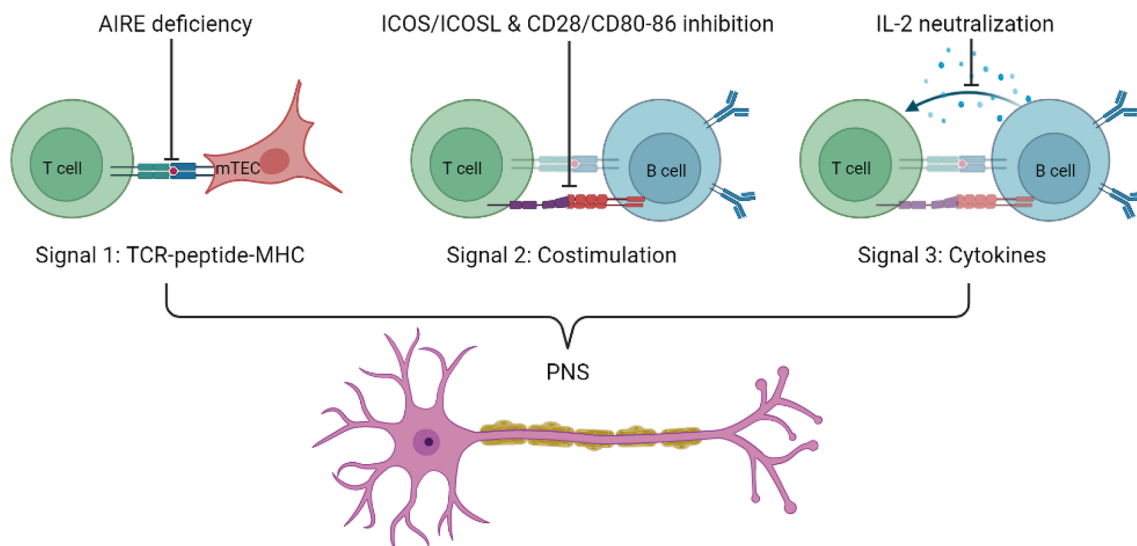 AIRE deficiency
ICOS/ICOSL & CD28/CD80-86 inhibition
IL-2 neutralization
T cell
mTEC
T cell
B cell
T cell
B cell
Signal 1: TCR-peptide-MHC
Signal 2: Costimulation
Signal 3: Cytokines
PNS